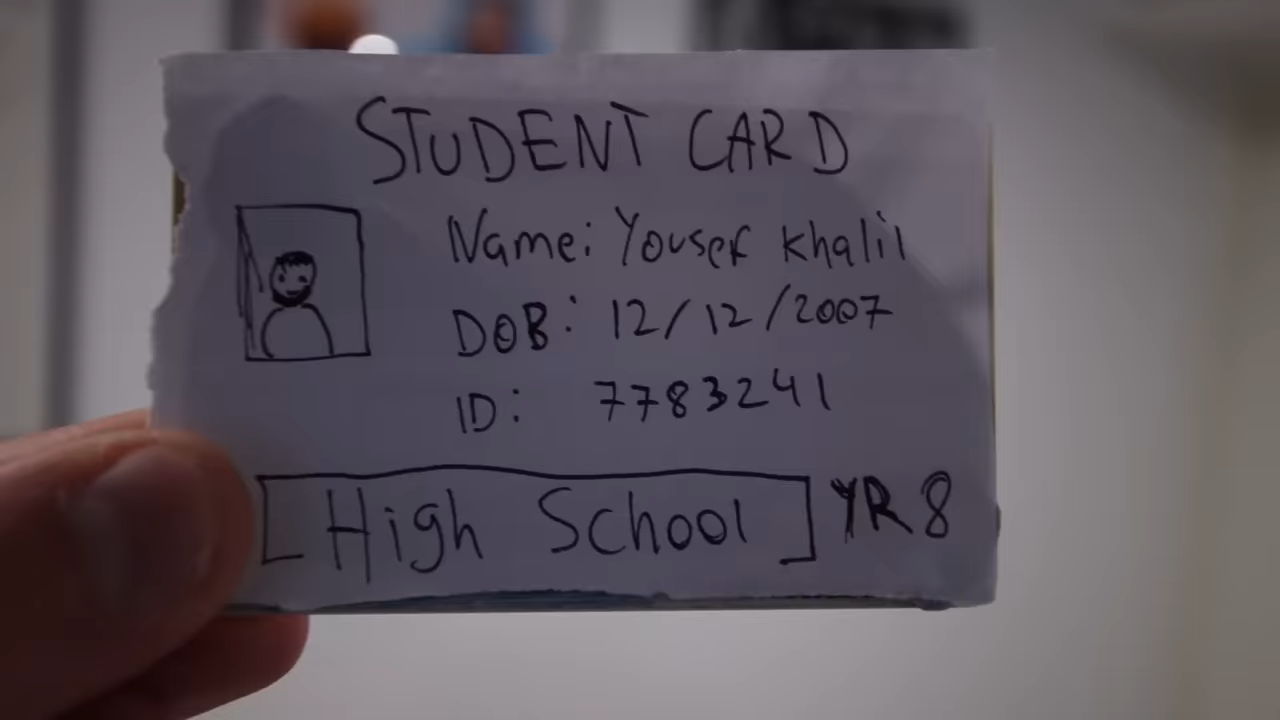 STUDENT CARD
Name: Yousef Khalil
DOB: 12/12/2007
ID: 7783241
High School YR 8